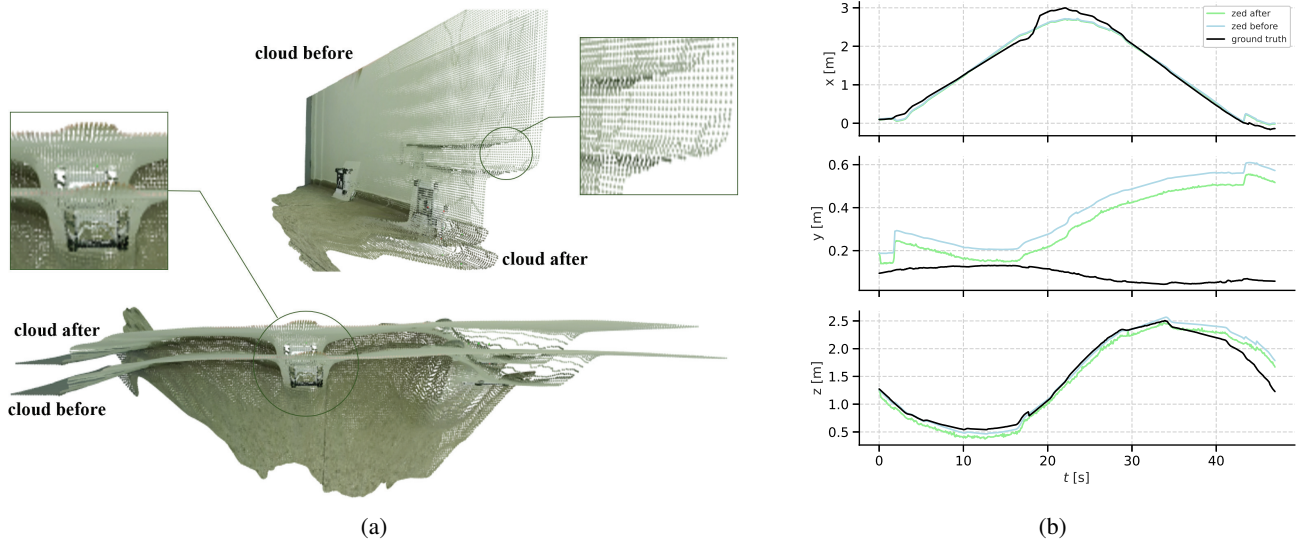 cloud before
cloud after
cloud after
cloud before
(a)
zed after
zed before
ground truth
3
2
1
0
x [m]
0.6
0.4
0.2
y [m]
2.5
2.0
1.5
1.0
0.5
z [m]
0 10 20 30 40
t [s]
(b)